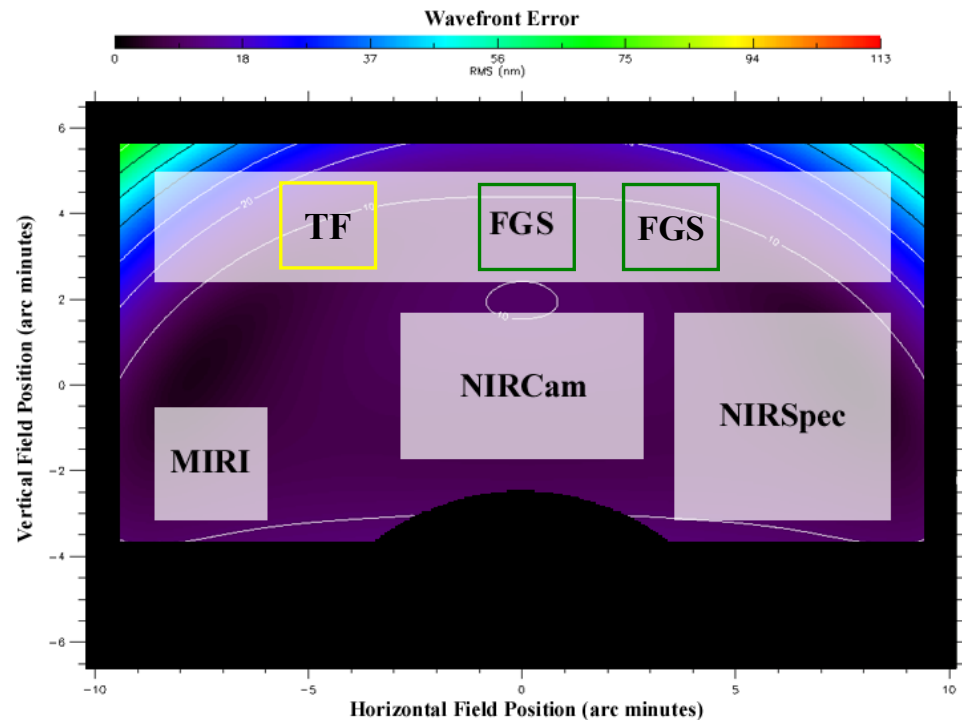 Wavefront Error
0 18 37 56 75 94 113
RMS (nm)
6
4
2
0
−2
−4
−6
Vertical Field Position (arc minutes)
20
10
10
10
TF
FGS
FGS
NIRCam
NIRSpec
MIRI
−10 −5 0 5 10
Horizontal Field Position (arc minutes)